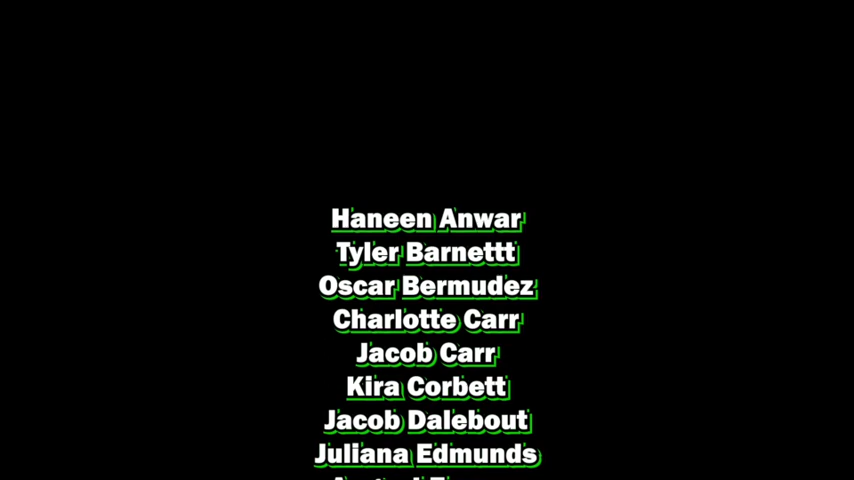 Haneen Anwar
Tyler Barnettt
Oscar Bermudez
Charlotte Carr
Jacob Carr
Kira Corbett
Jacob Dalebout
Juliana Edmunds